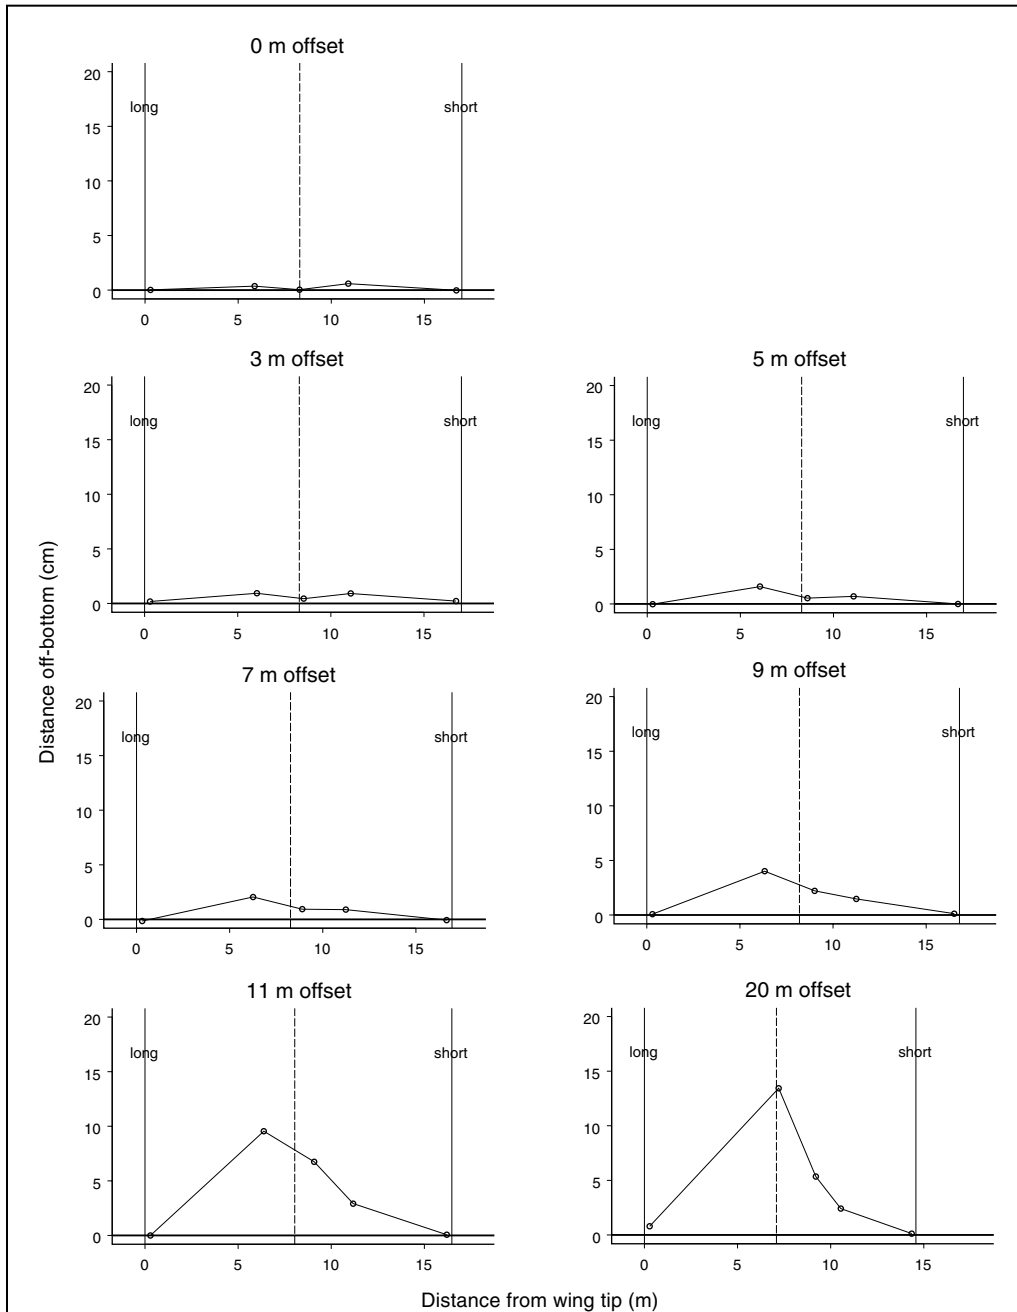 0 m offset
20
15
10
5
0
long
short
0 5 10 15
3 m offset
20
15
10
5
0
long
short
0 5 10 15
5 m offset
20
15
10
5
0
long
short
0 5 10 15
Distance off-bottom (cm)
7 m offset
20
15
10
5
0
long
short
0 5 10 15
9 m offset
20
15
10
5
0
long
short
0 5 10 15
11 m offset
20
15
10
5
0
long
short
0 5 10 15
20 m offset
20
15
10
5
0
long
short
0 5 10 15
Distance from wing tip (m)